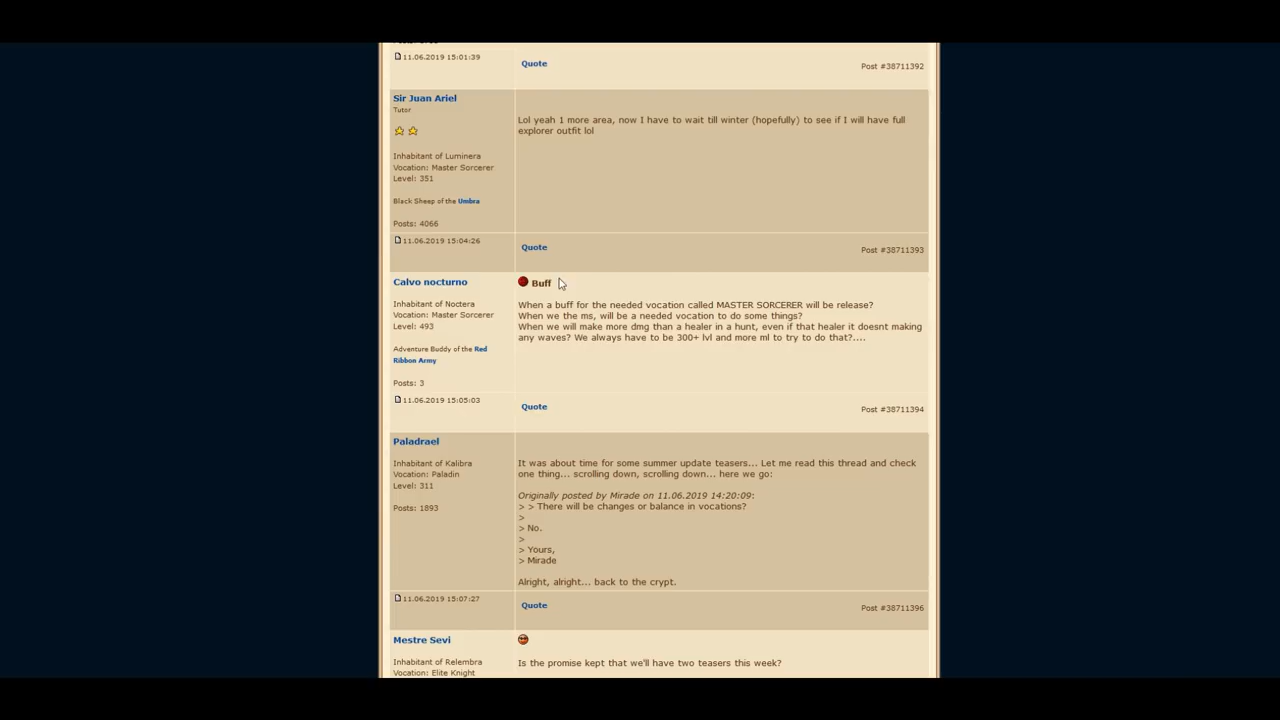 11.06.2019 15:01:39
Quote
Post #38711392
Sir Juan Ariel
Tutor
Inhabitant of Luminera
Vocation: Master Sorcerer
Level: 351
Black Sheep of the Umbra
Posts: 4066
Lol yeah 1 more area, now I have to wait till winter (hopefully) to see if I will have full
explorer outfit lol
11.06.2019 15:04:26
Quote
Post #38711393
Calvo nocturno
Inhabitant of Noctera
Vocation: Master Sorcerer
Level: 493
Adventure Buddy of the Red
Ribbon Army
Posts: 3
Buff
When a buff for the needed vocation called MASTER SORCERER will be release?
When we the ms, will be a needed vocation to do some things?
When we will make more dmg than a healer in a hunt, even if that healer it doesnt making
any waves? We always have to be 300+ lvl and more ml to try to do that?....
11.06.2019 15:05:03
Quote
Post #38711394
Paladrael
Inhabitant of Kalibra
Vocation: Paladin
Level: 311
Posts: 1893
It was about time for some summer update teasers... Let me read this thread and check
one thing... scrolling down, scrolling down... here we go:
Originally posted by Mirade on 11.06.2019 14:20:09:
> > There will be changes or balance in vocations?
>
> No.
>
> Yours,
> Mirade
Alright, alright... back to the crypt.
11.06.2019 15:07:27
Quote
Post #38711396
Mestre Sevi
Inhabitant of Relembra
Vocation: Elite Knight
Is the promise kept that we'll have two teasers this week?